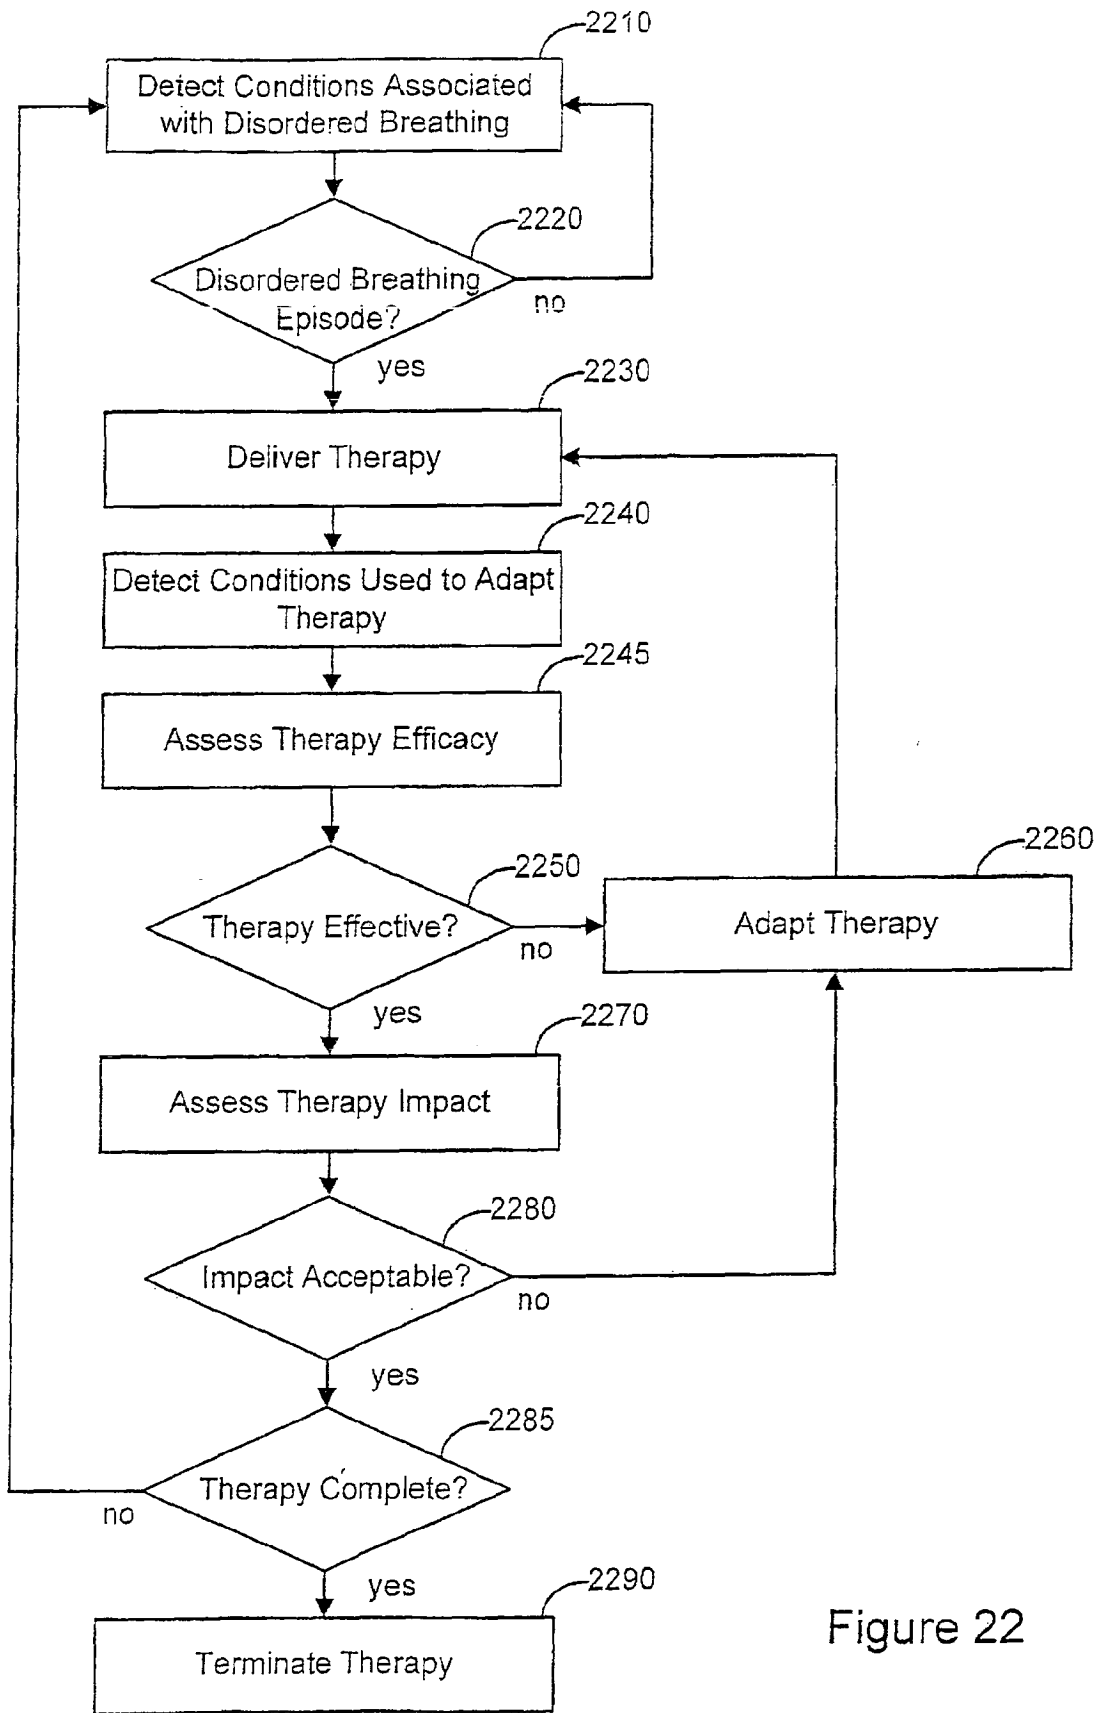 2210
Detect Conditions Associated
with Disordered Breathing
2220
Disordered Breathing
Episode?
no
yes
2230
Deliver Therapy
2240
Detect Conditions Used to Adapt
Therapy
2245
Assess Therapy Efficacy
2250
Therapy Effective?
no
2260
Adapt Therapy
yes
2270
Assess Therapy Impact
2280
Impact Acceptable?
no
yes
2285
Therapy Complete?
no
yes
2290
Terminate Therapy
Figure 22